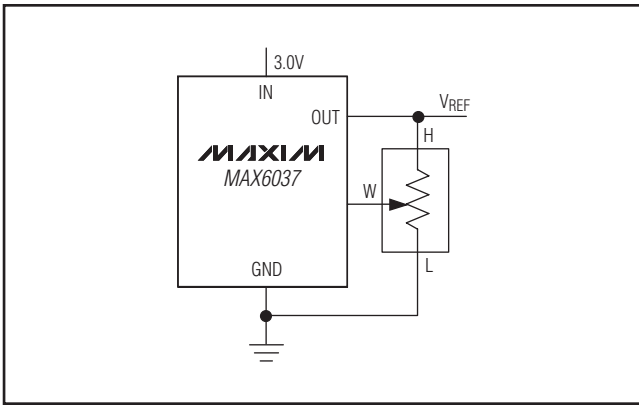 3.0V
IN
OUT
VREF
H
MAXIM
MAX6037
W
GND
L